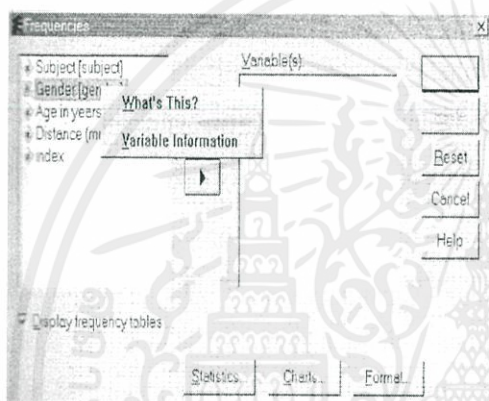 Frequencies
Subject [subject]
Gender [gen
Age in years
Distance (mi
index
What's This?
Variable Information
Variable(s):
Reset
Cancel
Help
Display frequency tables
Statistics...
Charts...
Format...